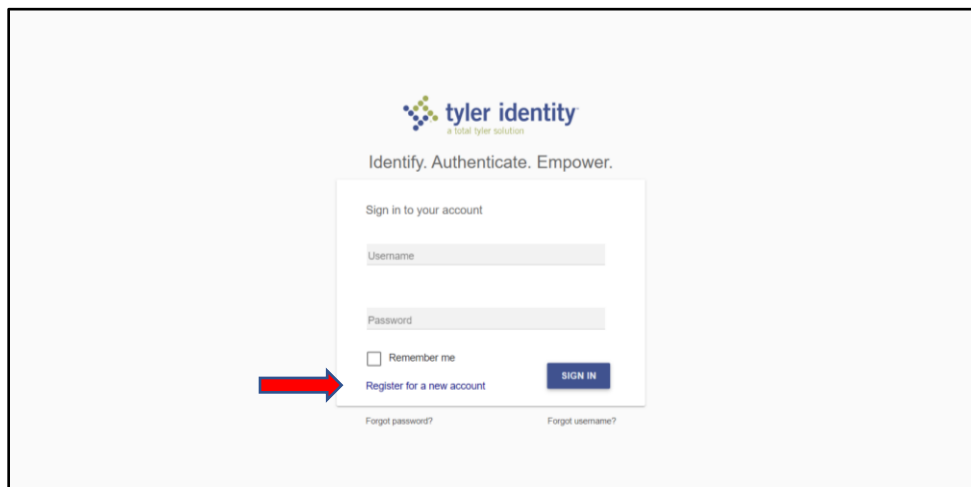 tyler identity
a total tyler solution
Identify. Authenticate. Empower.
Sign in to your account
Username
Password
Remember me
Register for a new account
SIGN IN
Forgot password?
Forgot username?